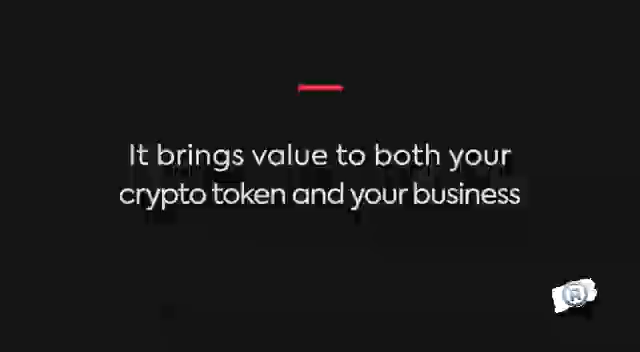 It brings value to both your
crypto token and your business